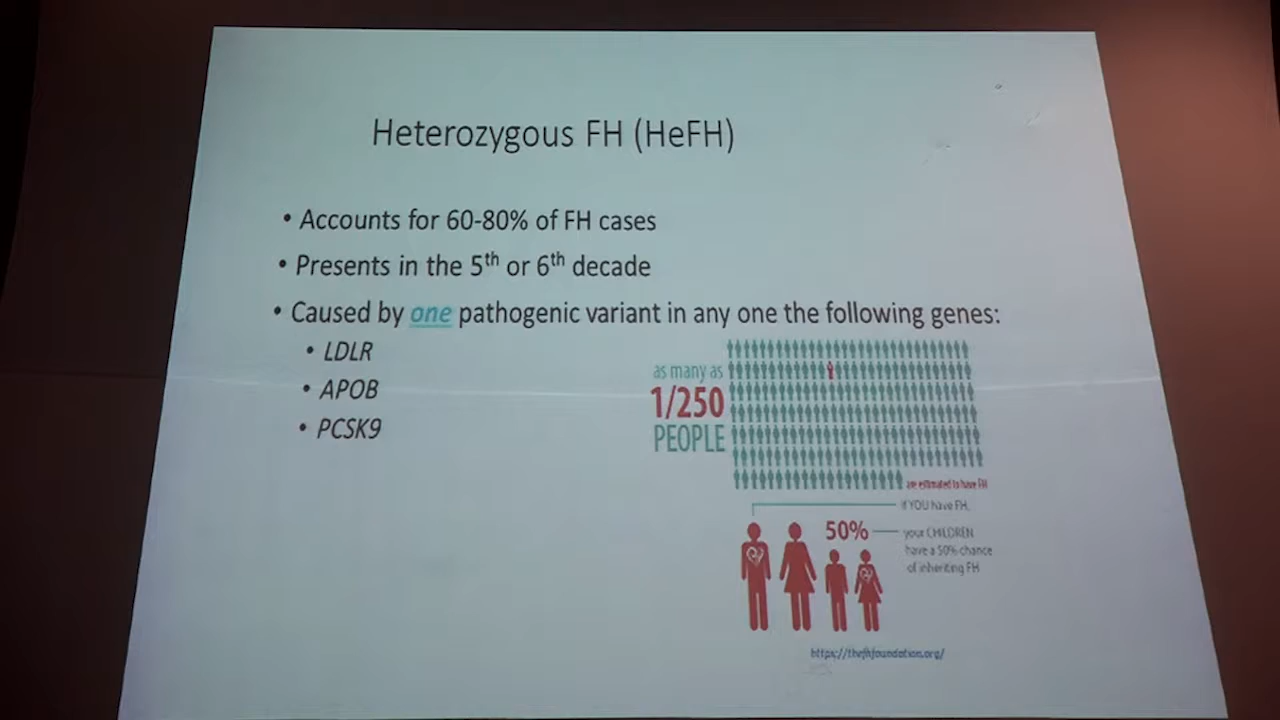 Heterozygous FH (HeFH)
• Accounts for 60-80% of FH cases
• Presents in the 5th or 6th decade
• Caused by one pathogenic variant in any one the following genes:
• LDLR
• APOB
• PCSK9
as many as
1/250
PEOPLE
are estimated to have FH
If YOU have FH,
50%
your CHILDREN
have a 50% chance
of inheriting FH
https://thefhfoundation.org/